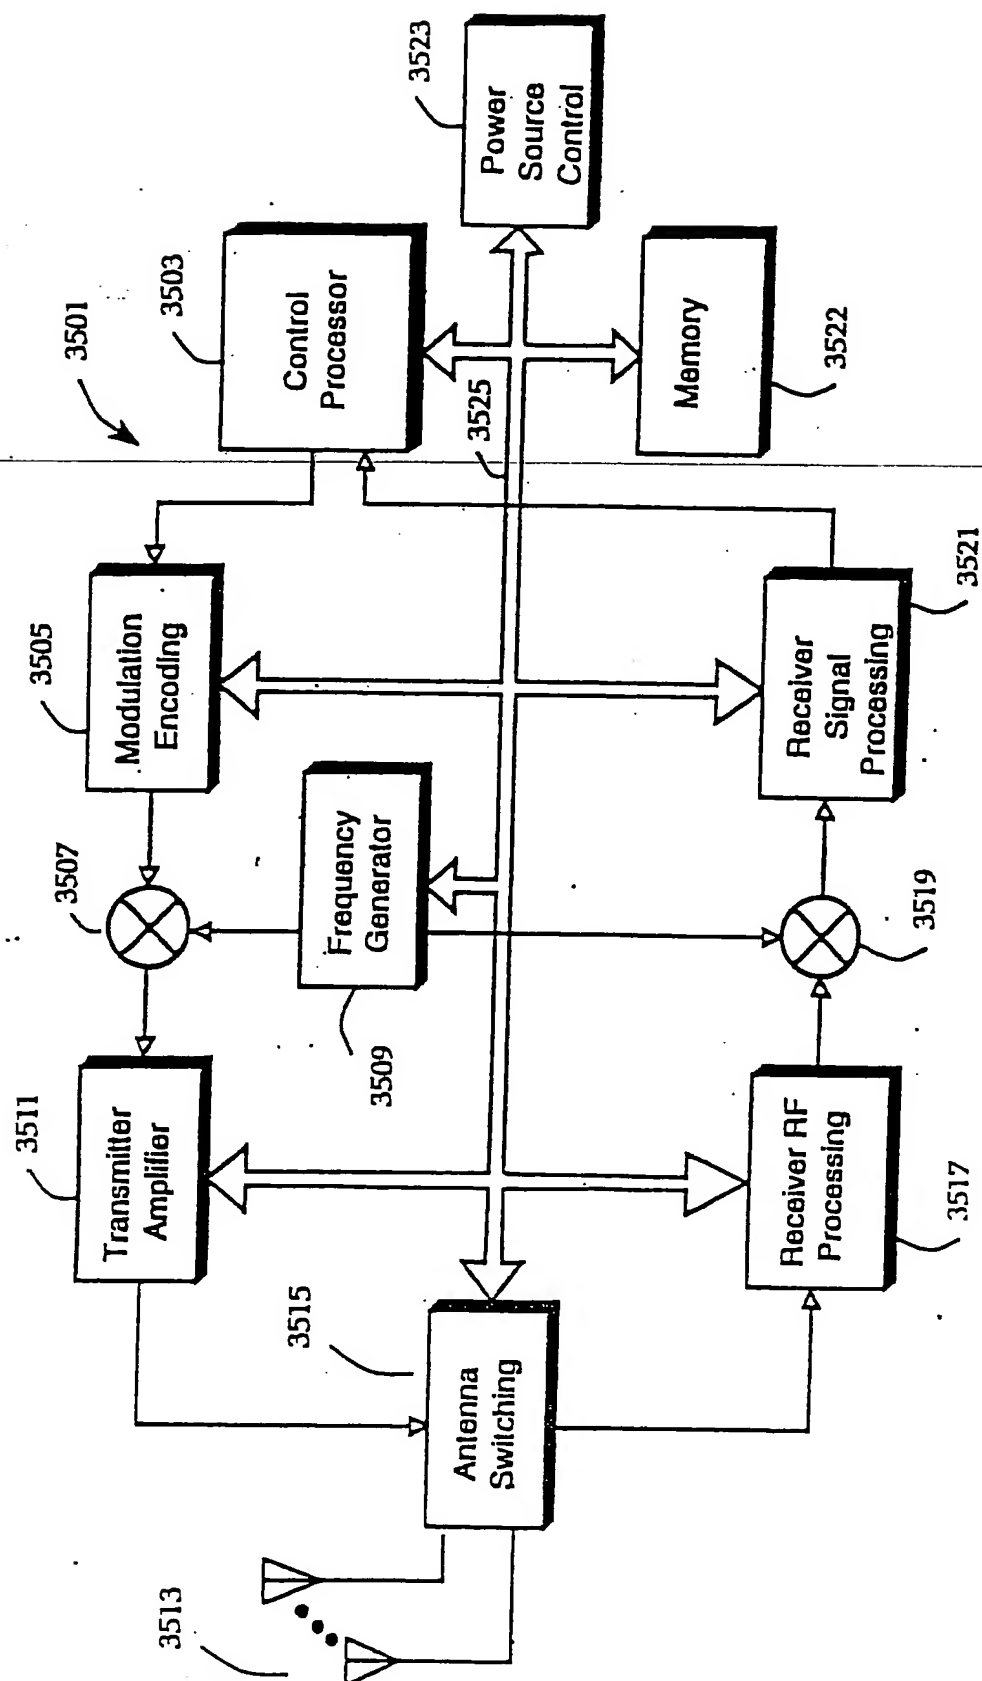 3501
3513
3511
Transmitter
Amplifier
3507
3505
Modulation
Encoding
3503
Control
Processor
3523
Power
Source
Control
3515
Antenna
Switching
3509
Frequency
Generator
3525
3517
Receiver RF
Processing
3519
3521
Receiver
Signal
Processing
3522
Memory